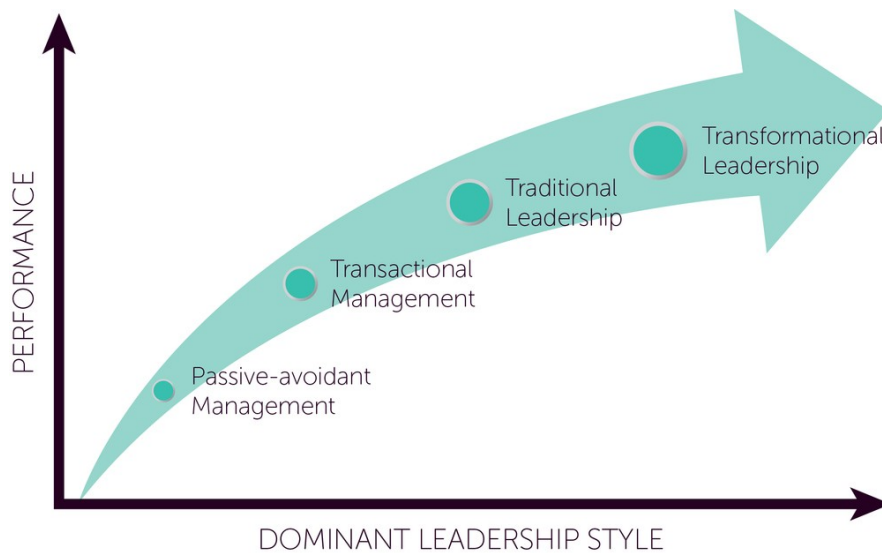 PERFORMANCE
Transformational
Leadership
Traditional
Leadership
Transactional
Management
Passive-avoidant
Management
DOMINANT LEADERSHIP STYLE